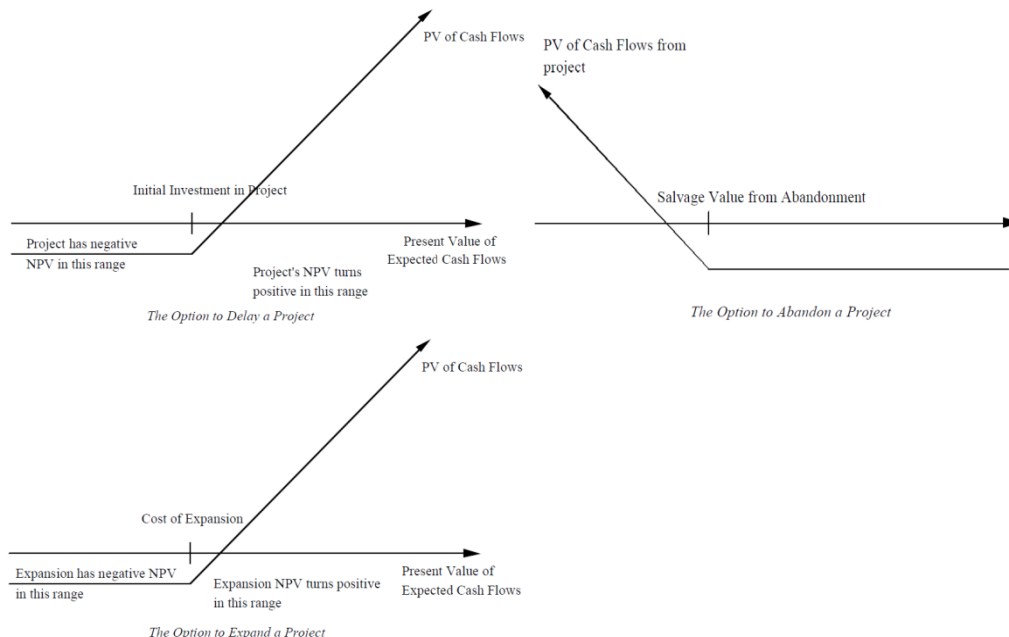 PV of Cash Flows
Initial Investment in Project
Project has negative
NPV in this range
Present Value of
Expected Cash Flows
Project's NPV turns
positive in this range
The Option to Delay a Project
PV of Cash Flows from
project
Salvage Value from Abandonment
The Option to Abandon a Project
PV of Cash Flows
Cost of Expansion
Expansion has negative NPV
in this range
Expansion NPV turns positive
in this range
Present Value of
Expected Cash Flows
The Option to Expand a Project